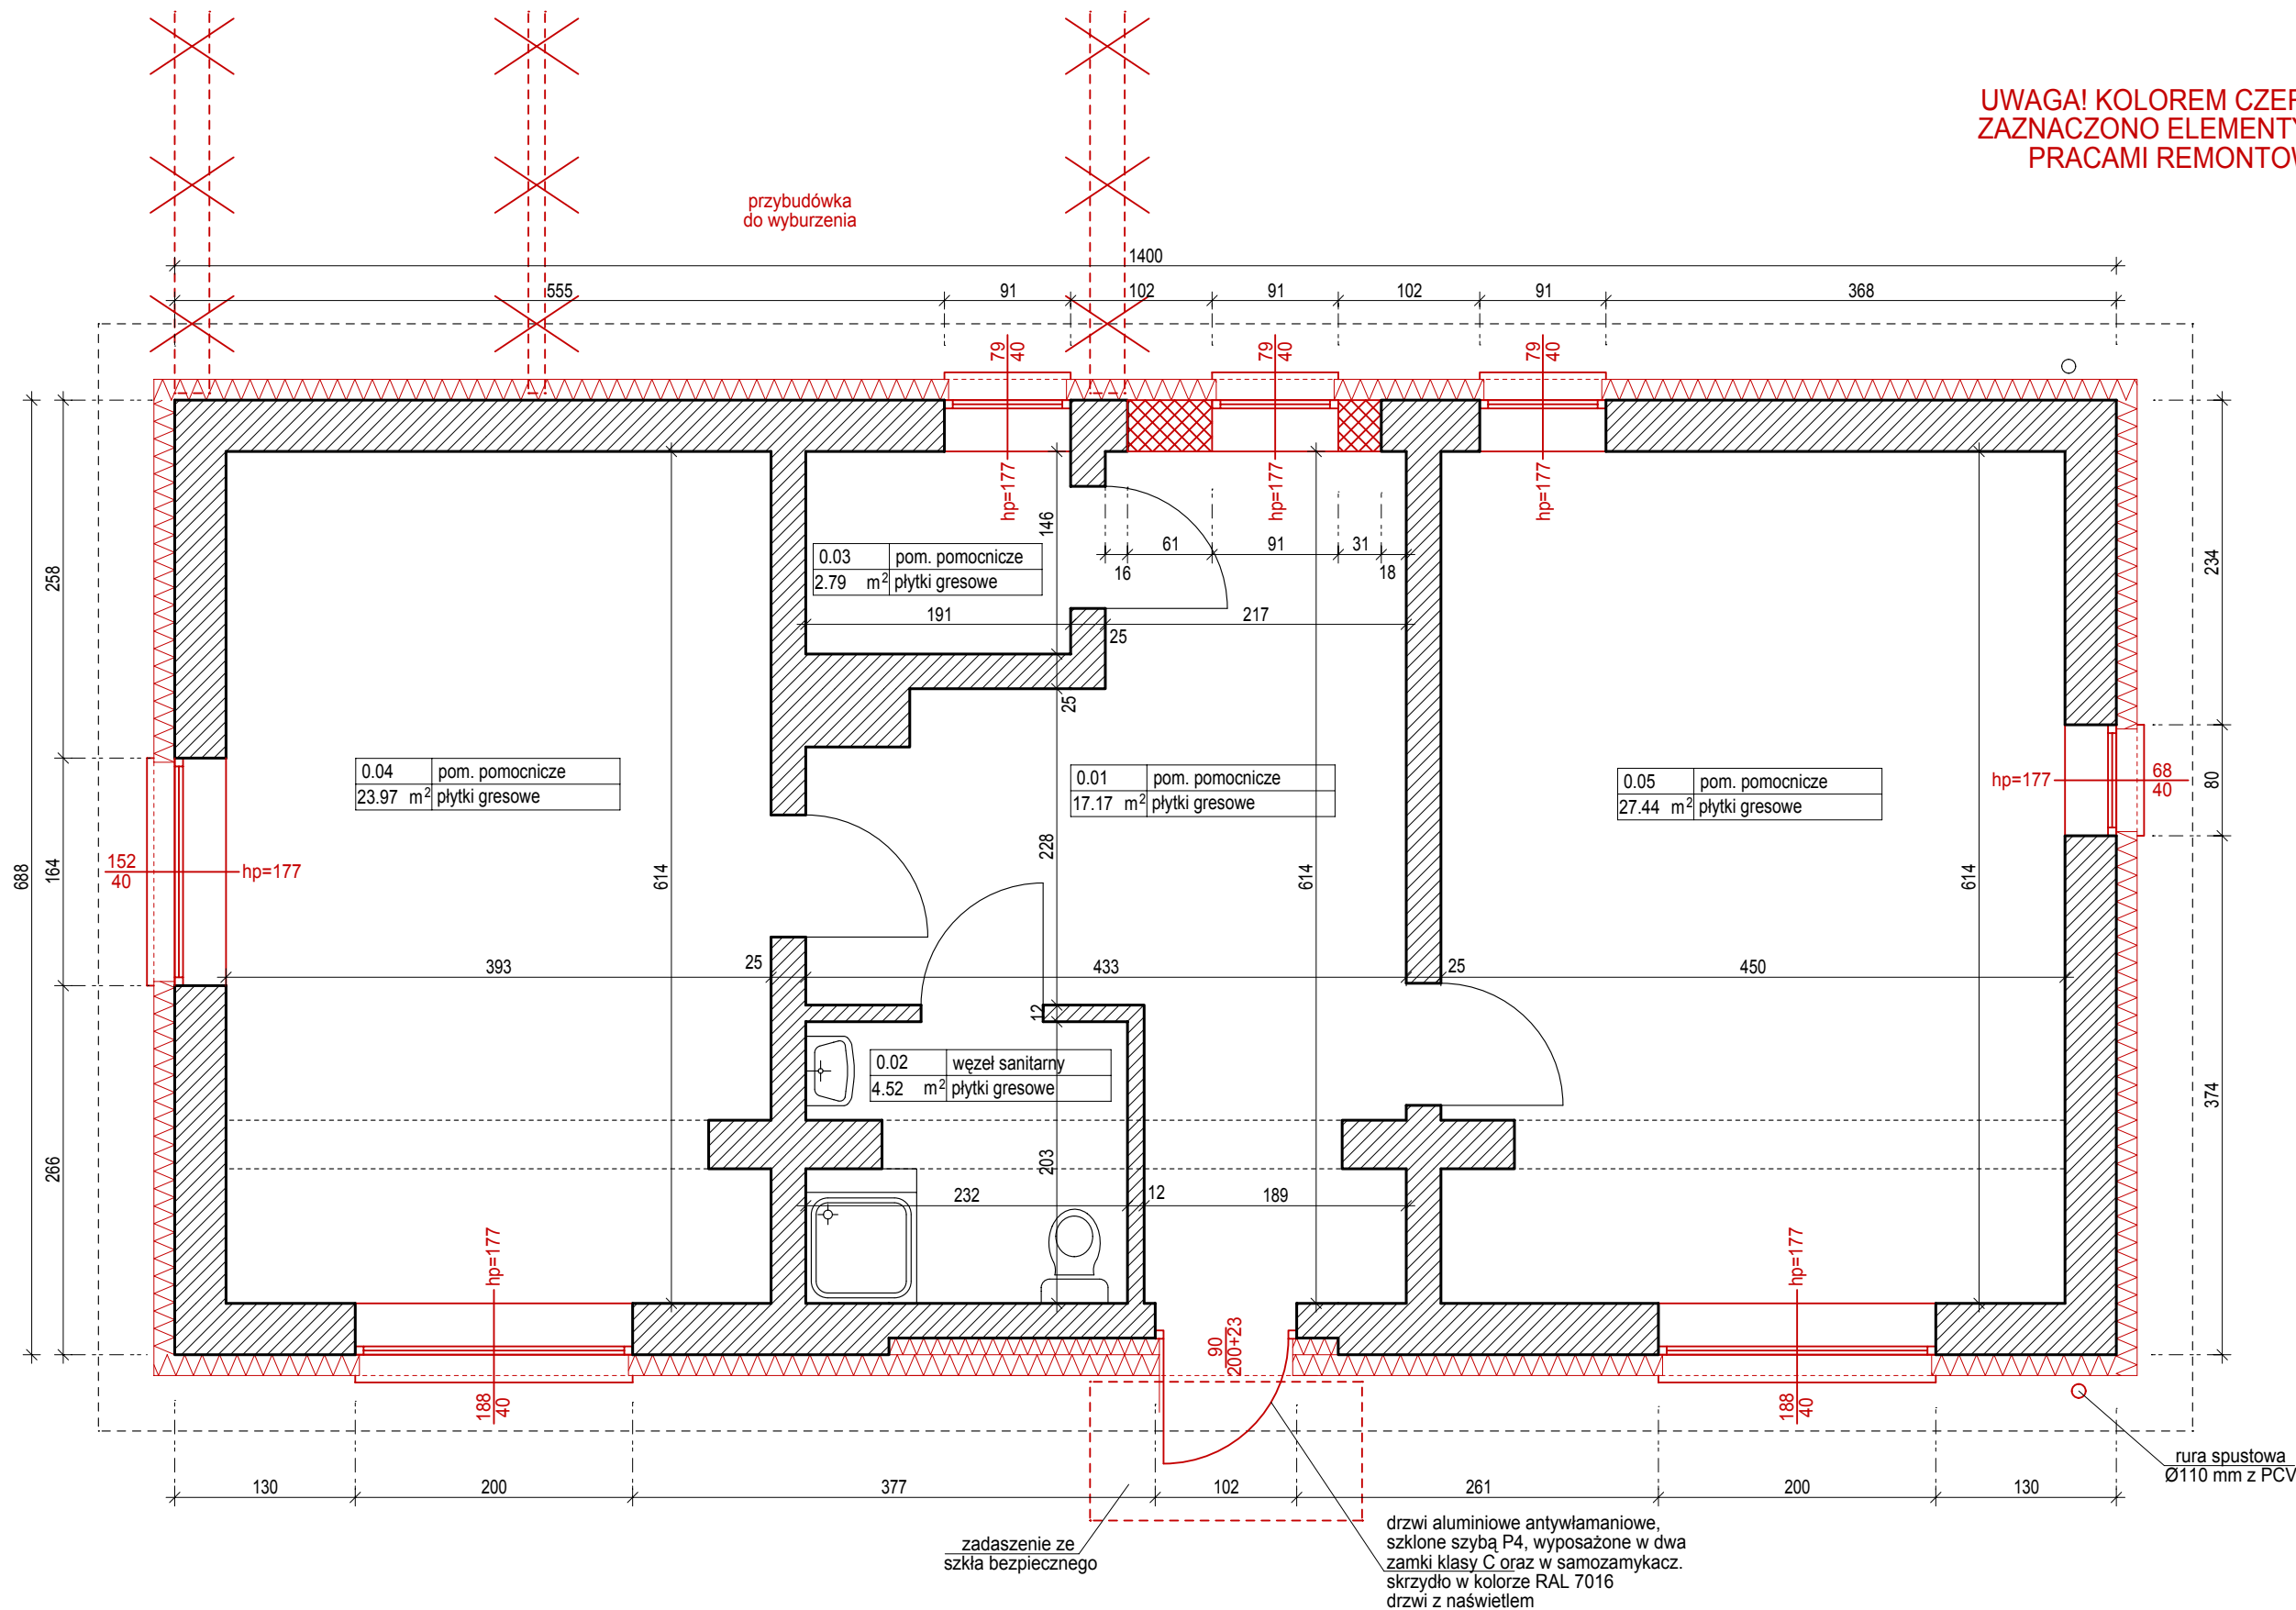 UWAGA! KOLOREM
ZAZNACZONO
PRACAMI
przybudówka
do wyburzenia
1400
555 91 102 91 102 91 368
79 79 79
40 40 40
hp=177 hp=177 hp=177
146
0.03 pom. pomocnicze
2.79 m² płytki gresowe
61 91 31
16 18
191 217
25
25
258
234
688
164
266
0.04 pom. pomocnicze
23.97 m² płytki gresowe
0.01 pom. pomocnicze
17.17 m² płytki gresowe
0.05 pom. pomocnicze
27.44 m² płytki gresowe
hp=177
68
40
80
152
40
hp=177
614
228
614
614
393 25 433 25 450
12
0.02 węzeł sanitarny
4.52 m² płytki gresowe
374
203
232 12 189
hp=177
hp=177
90
200+23
188
40
188
40
rura spustowa
Ø110 mm z PCV
130 200 377 102 261 200 130
zadaszenie ze
szkła bezpiecznego
drzwi aluminiowe antywłamaniowe,
szklone szybą P4, wyposażone w dwa
zamki klasy C oraz w samozamykacz.
skrzydło w kolorze RAL 7016
drzwi z naświetlem